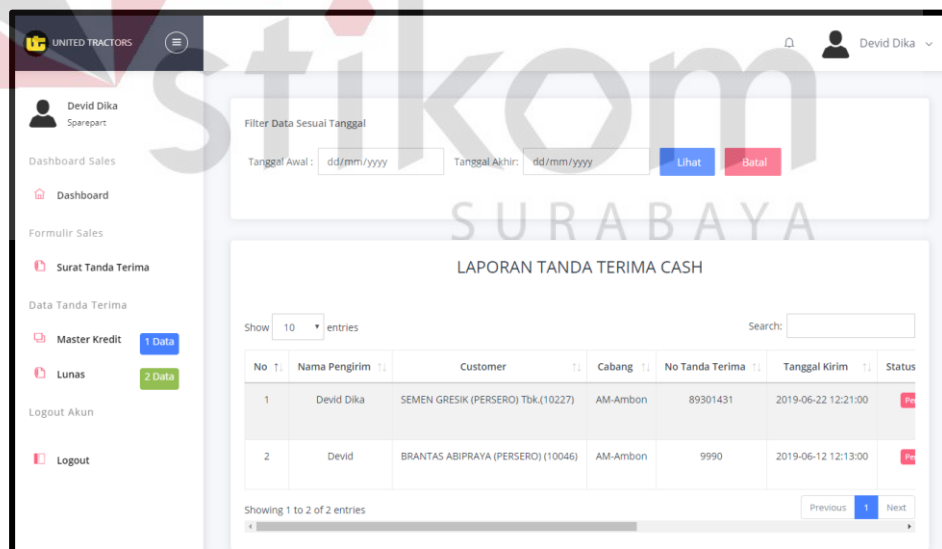 UNITED TRACTORS
Devid Dika
Devid Dika
Sparepart
Dashboard Sales
Dashboard
Formulir Sales
Surat Tanda Terima
Data Tanda Terima
Master Kredit 1 Data
Lunas 2 Data
Logout Akun
Logout
stikom
SURABAYA
Filter Data Sesuai Tanggal
Tanggal Awal : dd/mm/yyyy Tanggal Akhir: dd/mm/yyyy Lihat Batal
LAPORAN TANDA TERIMA CASH
Show 10 entries Search:
No Nama Pengirim Customer Cabang No Tanda Terima Tanggal Kirim Status
1 Devid Dika SEMEN GRESIK (PERSERO) Tbk.(10227) AM-Ambon 89301431 2019-06-22 12:21:00
2 Devid BRANTAS ABIPRAYA (PERSERO) (10046) AM-Ambon 9990 2019-06-12 12:13:00
Showing 1 to 2 of 2 entries Previous 1 Next